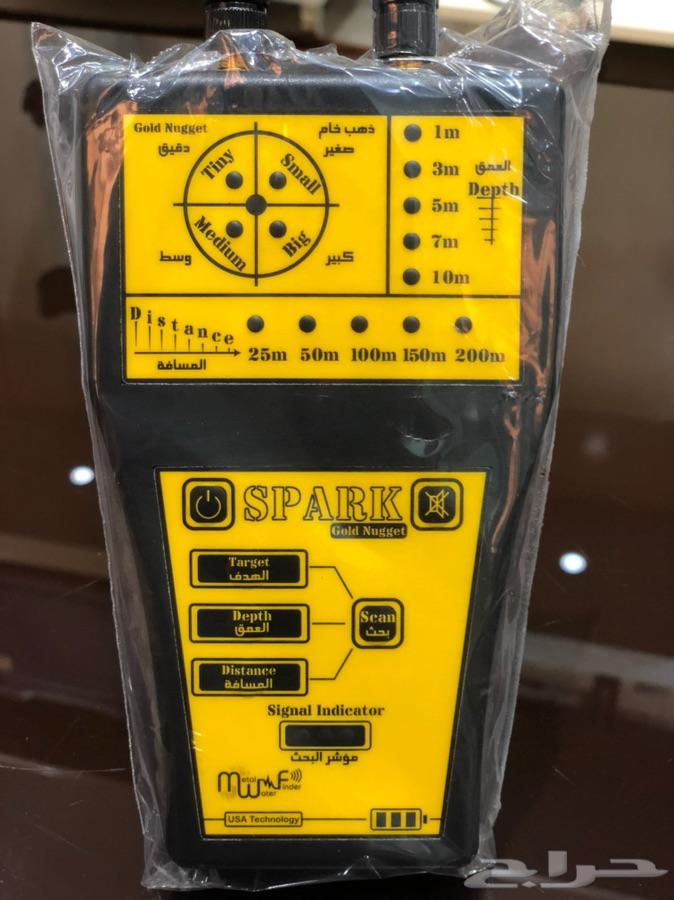 Gold Nugget
ذهب خام
دقيق
صغير
Tiny
Small
Medium
Big
وسط
كبير
1m
3m
5m
7m
10m
العمق
Depth
Distance
المسافة
25m 50m 100m 150m 200m
SPARK
Gold Nugget
Target
الهدف
Depth
العمق
Distance
المسافة
Scan
بحث
Signal Indicator
مؤشر البحث
Metal Water Finder
USA Technology
حراج